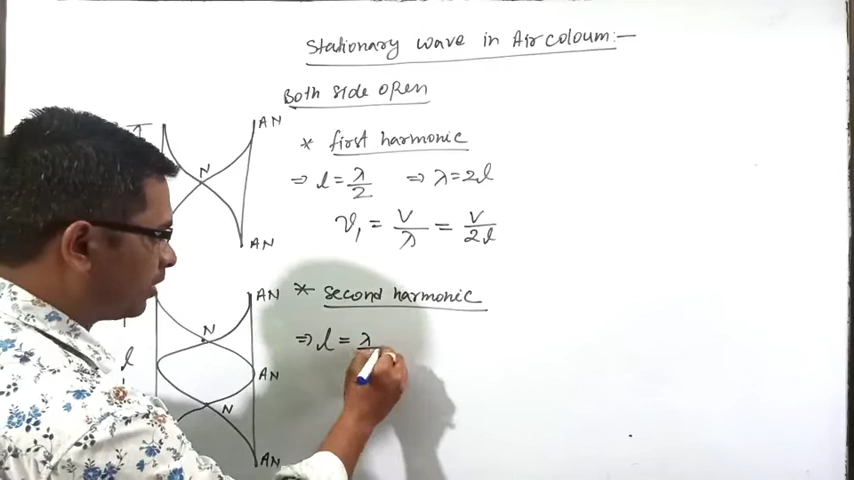 Stationary wave in Air coloum:-
Both side open
AN
* first harmonic
N
⇒ l = λ/2 ⇒ λ = 2l
ν₁ = V/λ = V/2l
AN
AN
* second harmonic
N
⇒ l = λ
l
AN
N
AN